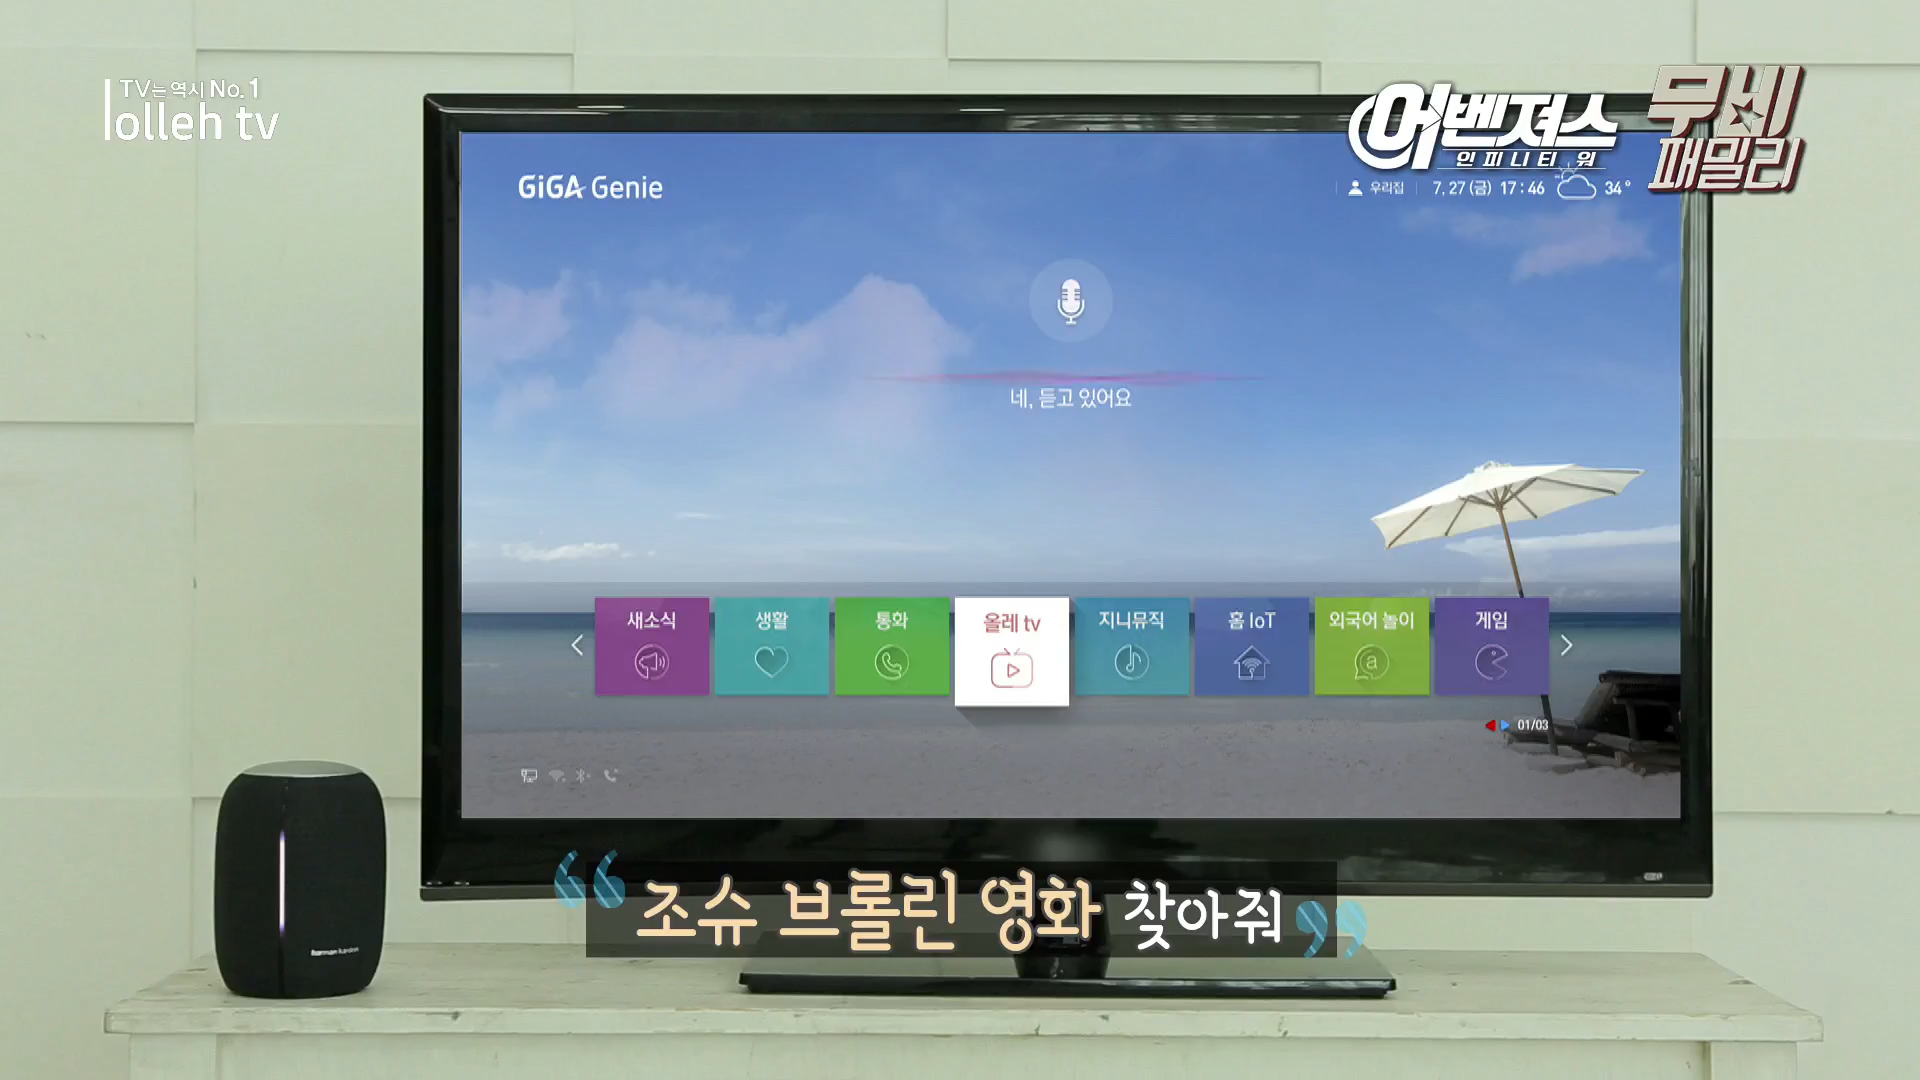 TV는 역시 No.1
olleh tv
어벤져스
인피니티 워
무비
패밀리
GiGA Genie
우리집 7. 27 (금) 17:46 34°
네, 듣고 있어요
새소식 생활 통화 올레 tv 지니뮤직 홈 IoT 외국어 놀이 게임
a
01/03
harman/kardon
“조슈 브롤린 영화 찾아줘”